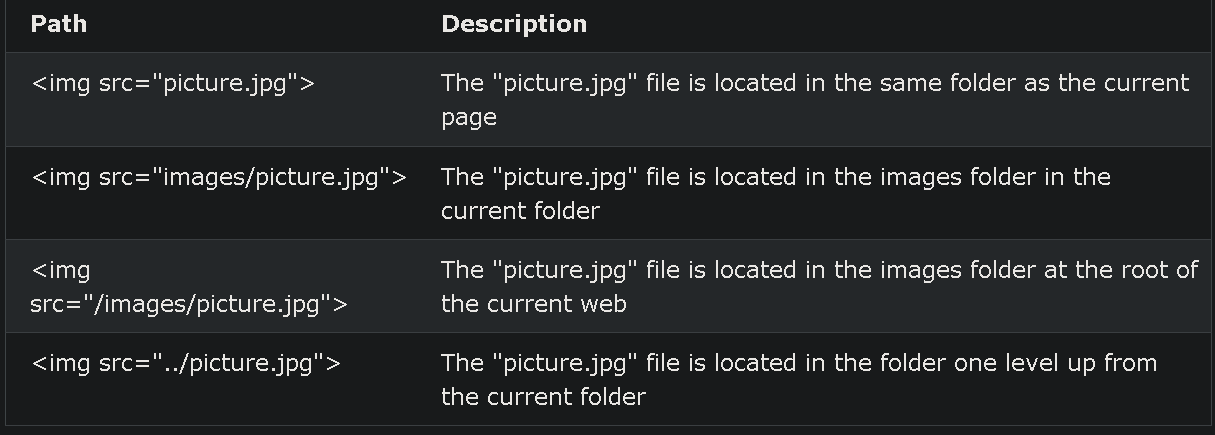 Path Description
<img src="picture.jpg"> The "picture.jpg" file is located in the same folder as the current
page
<img src="images/picture.jpg"> The "picture.jpg" file is located in the images folder in the
current folder
<img The "picture.jpg" file is located in the images folder at the root of
src="/images/picture.jpg"> the current web
<img src="../picture.jpg"> The "picture.jpg" file is located in the folder one level up from
the current folder